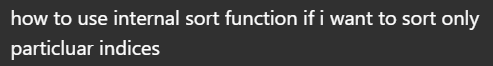 how to use internal sort function if i want to sort only
particluar indices